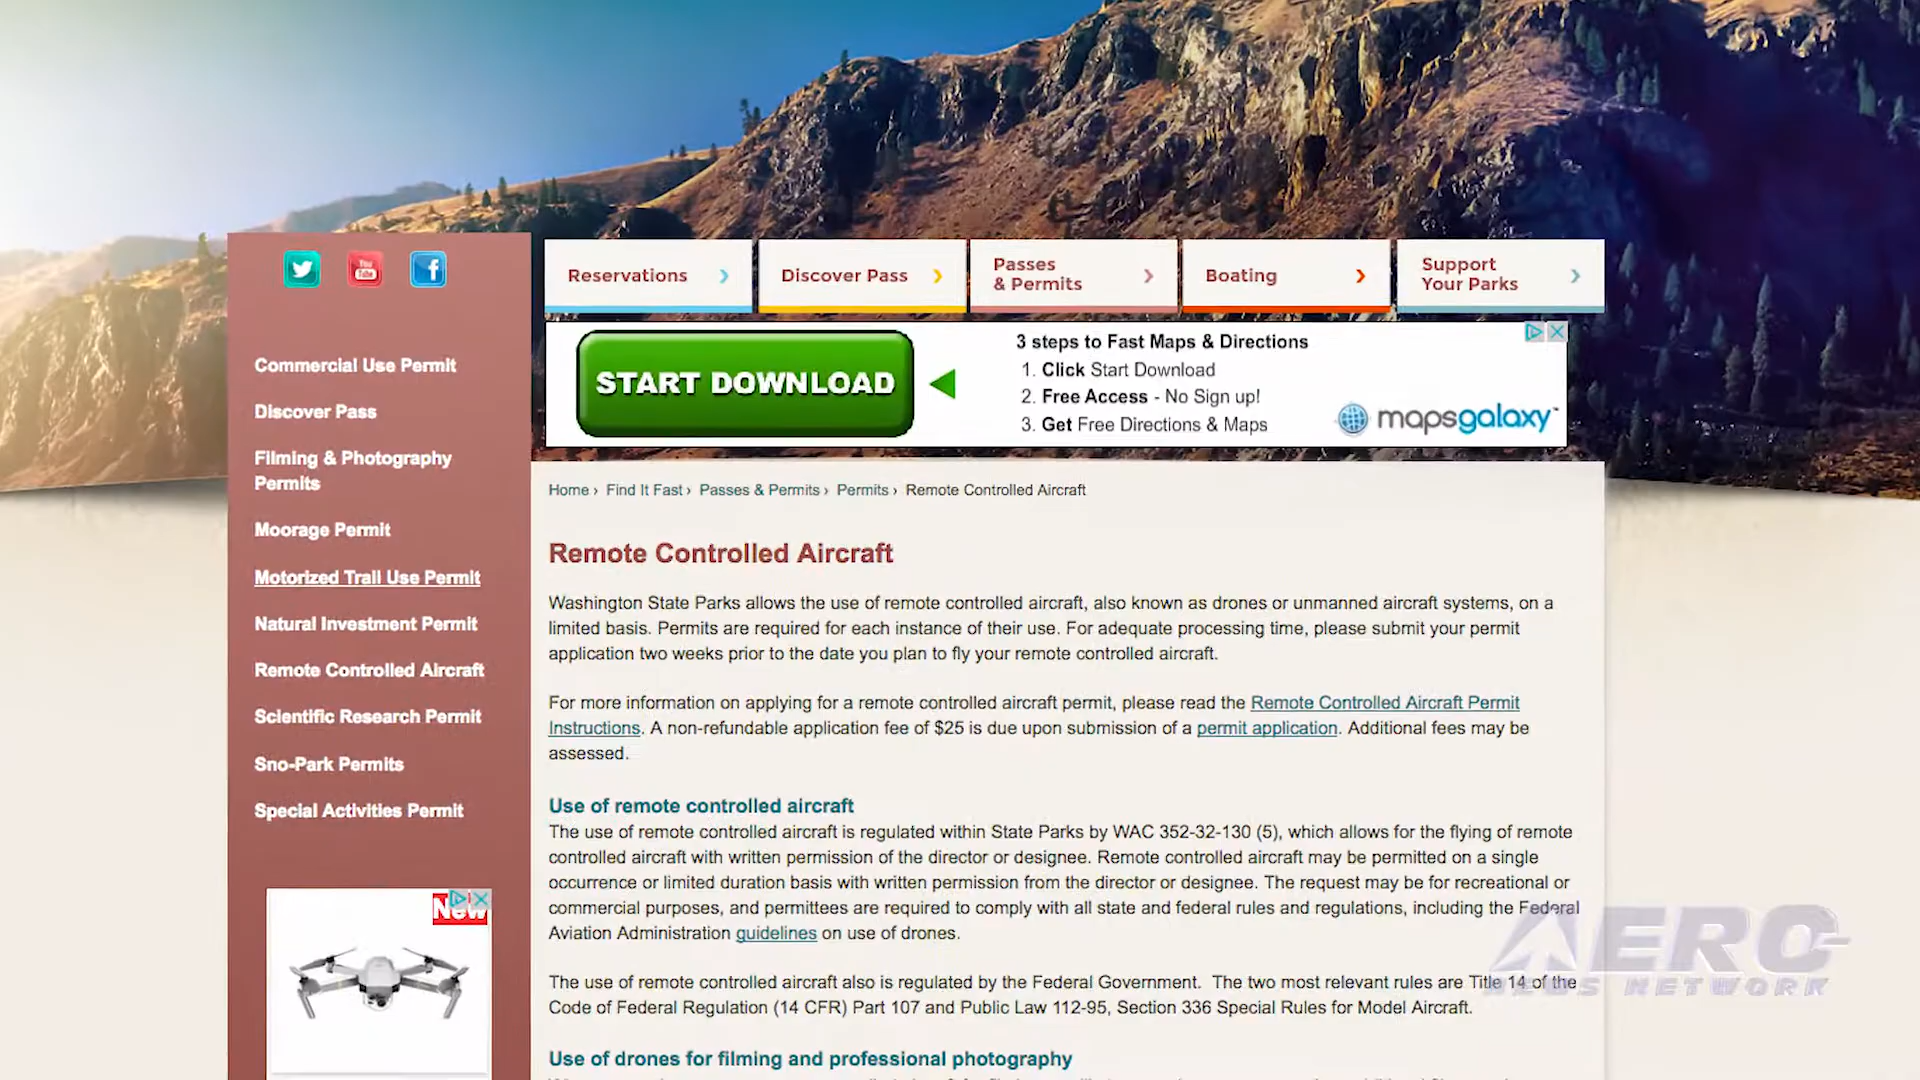 You
Tube
Reservations
Discover Pass
Passes
& Permits
Boating
Support
Your Parks
START DOWNLOAD
3 steps to Fast Maps & Directions
1. Click Start Download
2. Free Access - No Sign up!
3. Get Free Directions & Maps
mapsgalaxy™
Commercial Use Permit
Discover Pass
Filming & Photography
Permits
Moorage Permit
Motorized Trail Use Permit
Natural Investment Permit
Remote Controlled Aircraft
Scientific Research Permit
Sno-Park Permits
Special Activities Permit
New
Home › Find It Fast › Passes & Permits › Permits › Remote Controlled Aircraft
Remote Controlled Aircraft
Washington State Parks allows the use of remote controlled aircraft, also known as drones or unmanned aircraft systems, on a
limited basis. Permits are required for each instance of their use. For adequate processing time, please submit your permit
application two weeks prior to the date you plan to fly your remote controlled aircraft.
For more information on applying for a remote controlled aircraft permit, please read the Remote Controlled Aircraft Permit
Instructions. A non-refundable application fee of $25 is due upon submission of a permit application. Additional fees may be
assessed.
Use of remote controlled aircraft
The use of remote controlled aircraft is regulated within State Parks by WAC 352-32-130 (5), which allows for the flying of remote
controlled aircraft with written permission of the director or designee. Remote controlled aircraft may be permitted on a single
occurrence or limited duration basis with written permission from the director or designee. The request may be for recreational or
commercial purposes, and permittees are required to comply with all state and federal rules and regulations, including the Federal
Aviation Administration guidelines on use of drones.
The use of remote controlled aircraft also is regulated by the Federal Government. The two most relevant rules are Title 14 of the
Code of Federal Regulation (14 CFR) Part 107 and Public Law 112-95, Section 336 Special Rules for Model Aircraft.
Use of drones for filming and professional photography
AERO
NEWS NETWORK